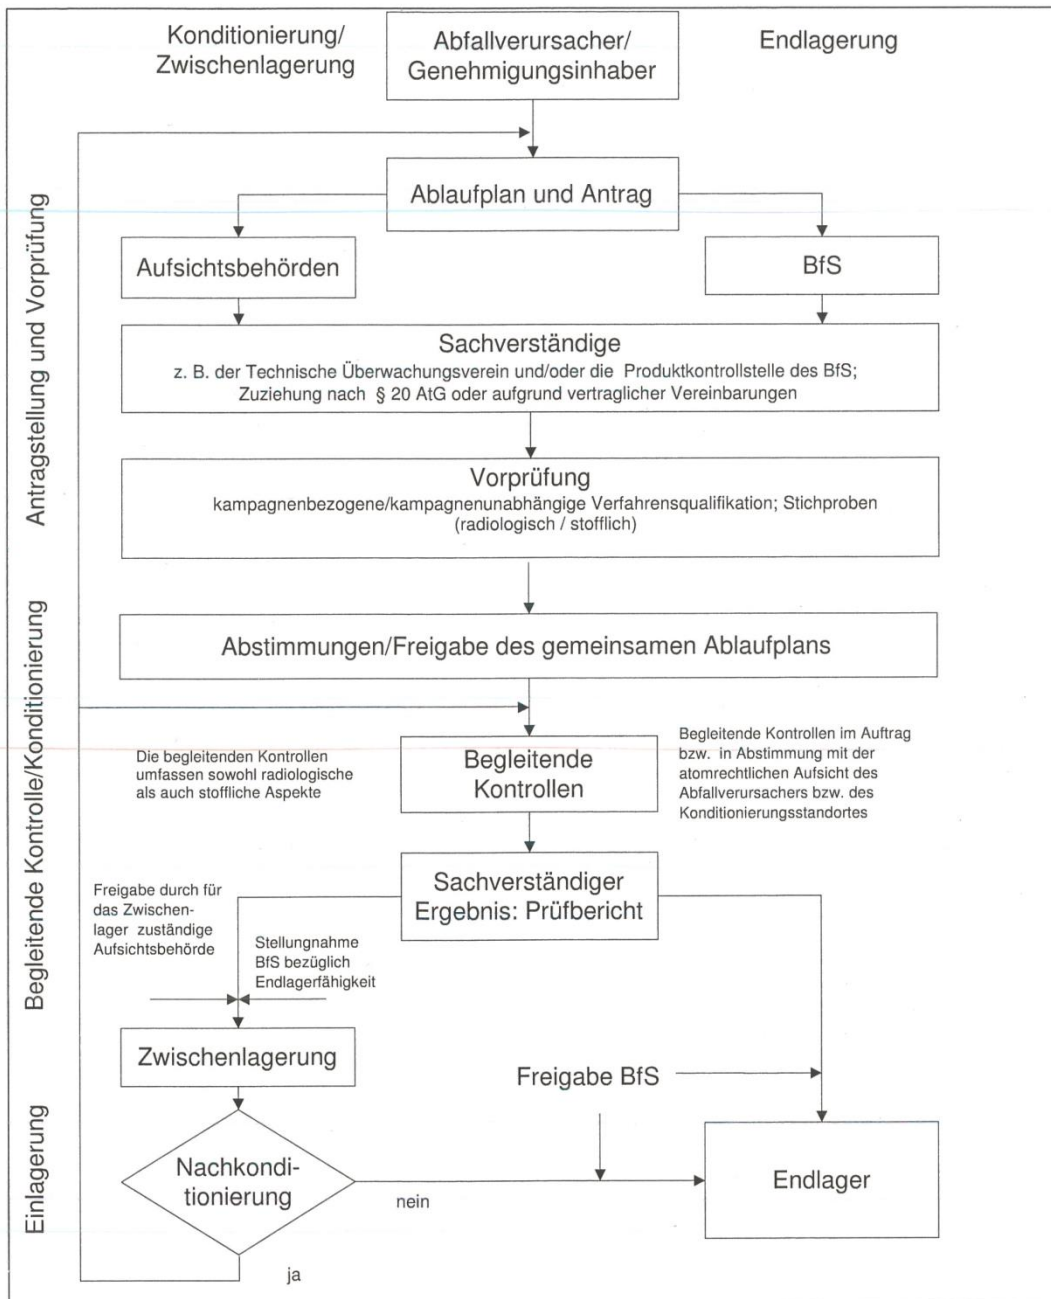 Konditionierung/
Zwischenlagerung
Abfallverursacher/
Genehmigungsinhaber
Endlagerung
Antragstellung und Vorprüfung
Ablaufplan und Antrag
Aufsichtsbehörden
BfS
Sachverständige
z. B. der Technische Überwachungsverein und/oder die Produktkontrollstelle des BfS;
Zuziehung nach § 20 AtG oder aufgrund vertraglicher Vereinbarungen
Vorprüfung
kampagnenbezogene/kampagnenunabhängige Verfahrensqualifikation; Stichproben
(radiologisch / stofflich)
Begleitende Kontrolle/Konditionierung
Abstimmungen/Freigabe des gemeinsamen Ablaufplans
Die begleitenden Kontrollen
umfassen sowohl radiologische
als auch stoffliche Aspekte
Begleitende
Kontrollen
Begleitende Kontrollen im Auftrag
bzw. in Abstimmung mit der
atomrechtlichen Aufsicht des
Abfallverursachers bzw. des
Konditionierungsstandortes
Sachverständiger
Ergebnis: Prüfbericht
Freigabe durch für
das Zwischen-
lager zuständige
Aufsichtsbehörde
Stellungnahme
BfS bezüglich
Endlagerfähigkeit
Einlagerung
Zwischenlagerung
Freigabe BfS
Nachkondi-
tionierung
nein
Endlager
ja